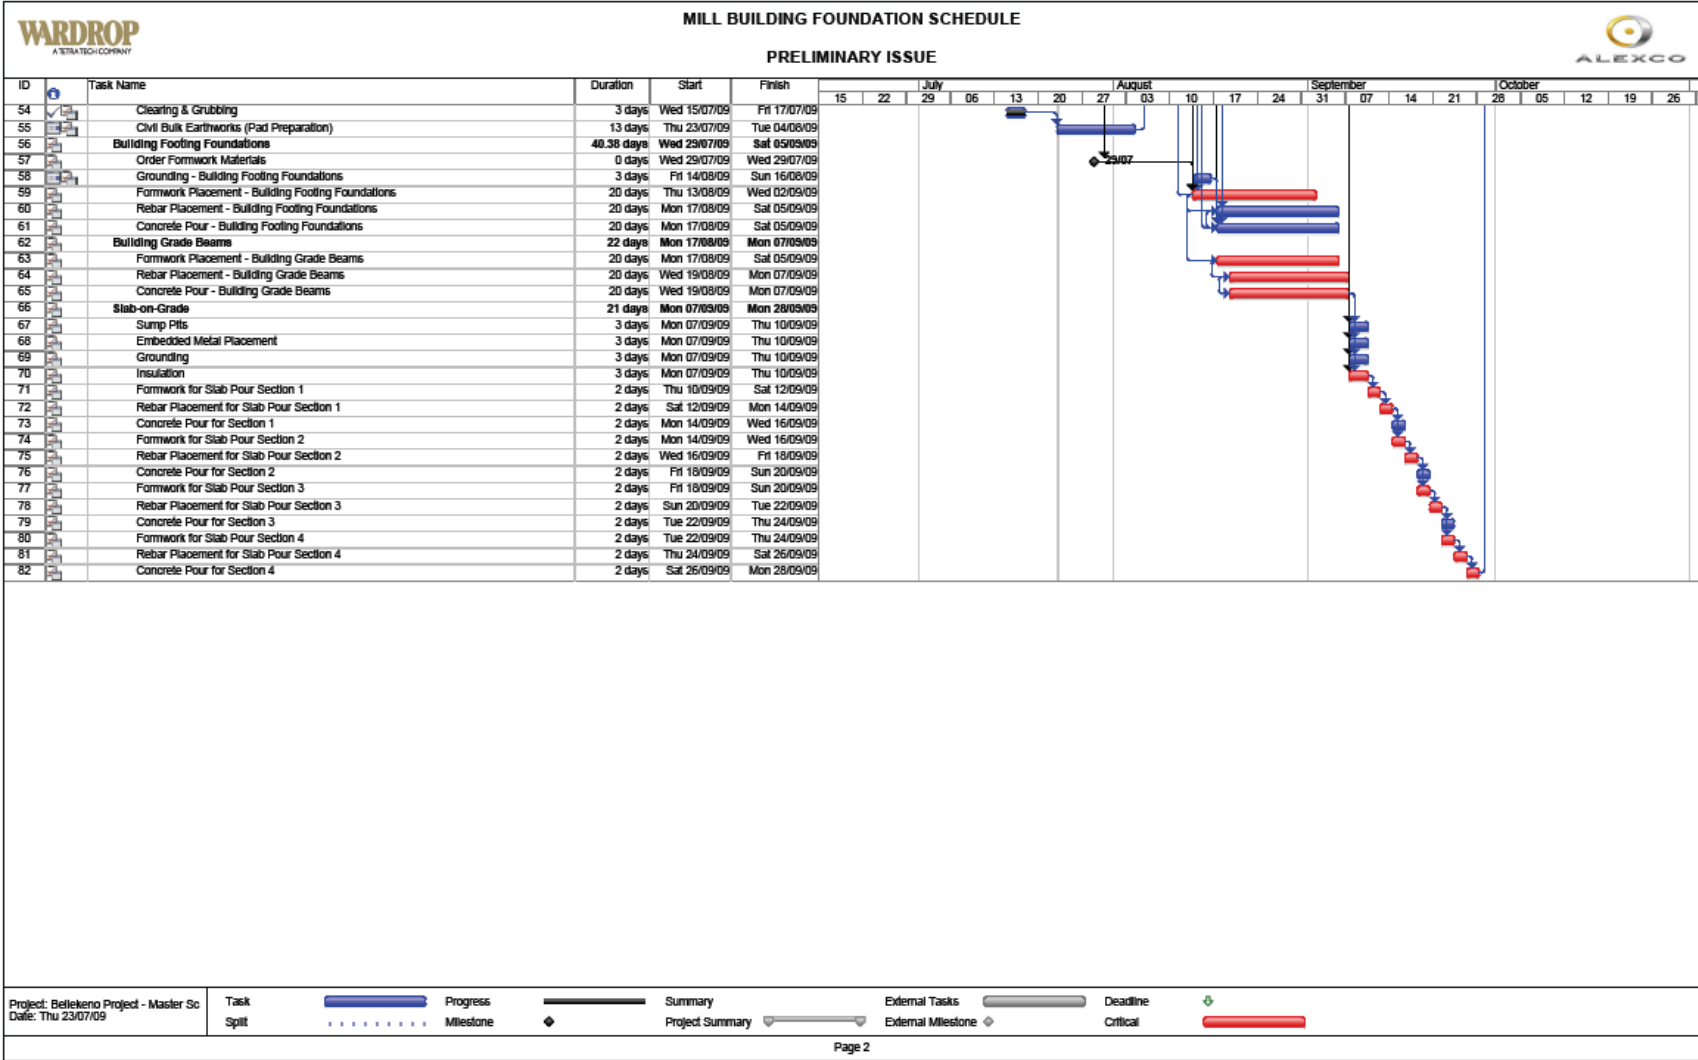 WARDROP
A TETRA TECH COMPANY
MILL BUILDING FOUNDATION SCHEDULE
PRELIMINARY ISSUE
ALEXCO
ID Task Name Duration Start Finish July August September October
15 22 29 06 13 20 27 03 10 17 24 31 07 14 21 28 05 12 19 26
54 Clearing & Grubbing 3 days Wed 15/07/09 Fri 17/07/09
55 Civil Bulk Earthworks (Pad Preparation) 13 days Thu 23/07/09 Tue 04/08/09
56 Building Footing Foundations 40.38 days Wed 29/07/09 Sat 05/09/09
57 Order Formwork Materials 0 days Wed 29/07/09 Wed 29/07/09 29/07
58 Grounding - Building Footing Foundations 3 days Fri 14/08/09 Sun 16/08/09
59 Formwork Placement - Building Footing Foundations 20 days Thu 13/08/09 Wed 02/09/09
60 Rebar Placement - Building Footing Foundations 20 days Mon 17/08/09 Sat 05/09/09
61 Concrete Pour - Building Footing Foundations 20 days Mon 17/08/09 Sat 05/09/09
62 Building Grade Beams 22 days Mon 17/08/09 Mon 07/09/09
63 Formwork Placement - Building Grade Beams 20 days Mon 17/08/09 Sat 05/09/09
64 Rebar Placement - Building Grade Beams 20 days Wed 19/08/09 Mon 07/09/09
65 Concrete Pour - Building Grade Beams 20 days Wed 19/08/09 Mon 07/09/09
66 Slab-on-Grade 21 days Mon 07/09/09 Mon 28/09/09
67 Sump Pits 3 days Mon 07/09/09 Thu 10/09/09
68 Embedded Metal Placement 3 days Mon 07/09/09 Thu 10/09/09
69 Grounding 3 days Mon 07/09/09 Thu 10/09/09
70 Insulation 3 days Mon 07/09/09 Thu 10/09/09
71 Formwork for Slab Pour Section 1 2 days Thu 10/09/09 Sat 12/09/09
72 Rebar Placement for Slab Pour Section 1 2 days Sat 12/09/09 Mon 14/09/09
73 Concrete Pour for Section 1 2 days Mon 14/09/09 Wed 16/09/09
74 Formwork for Slab Pour Section 2 2 days Mon 14/09/09 Wed 16/09/09
75 Rebar Placement for Slab Pour Section 2 2 days Wed 16/09/09 Fri 18/09/09
76 Concrete Pour for Section 2 2 days Fri 18/09/09 Sun 20/09/09
77 Formwork for Slab Pour Section 3 2 days Fri 18/09/09 Sun 20/09/09
78 Rebar Placement for Slab Pour Section 3 2 days Sun 20/09/09 Tue 22/09/09
79 Concrete Pour for Section 3 2 days Tue 22/09/09 Thu 24/09/09
80 Formwork for Slab Pour Section 4 2 days Tue 22/09/09 Thu 24/09/09
81 Rebar Placement for Slab Pour Section 4 2 days Thu 24/09/09 Sat 26/09/09
82 Concrete Pour for Section 4 2 days Sat 26/09/09 Mon 28/09/09
Project: Bellekeno Project - Master Sc
Date: Thu 23/07/09
Task Progress Summary External Tasks Deadline
Split Milestone Project Summary External Milestone Critical
Page 2